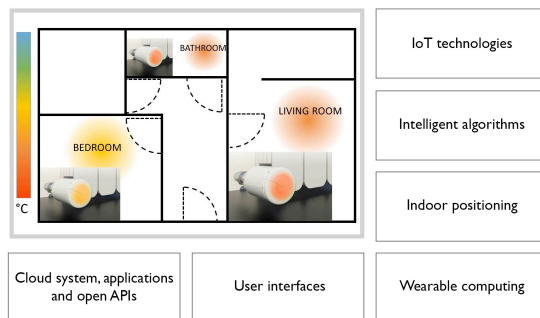 BATHROOM
LIVING ROOM
BEDROOM
°C
IoT technologies
Intelligent algorithms
Indoor positioning
Cloud system, applications
and open APIs
User interfaces
Wearable computing